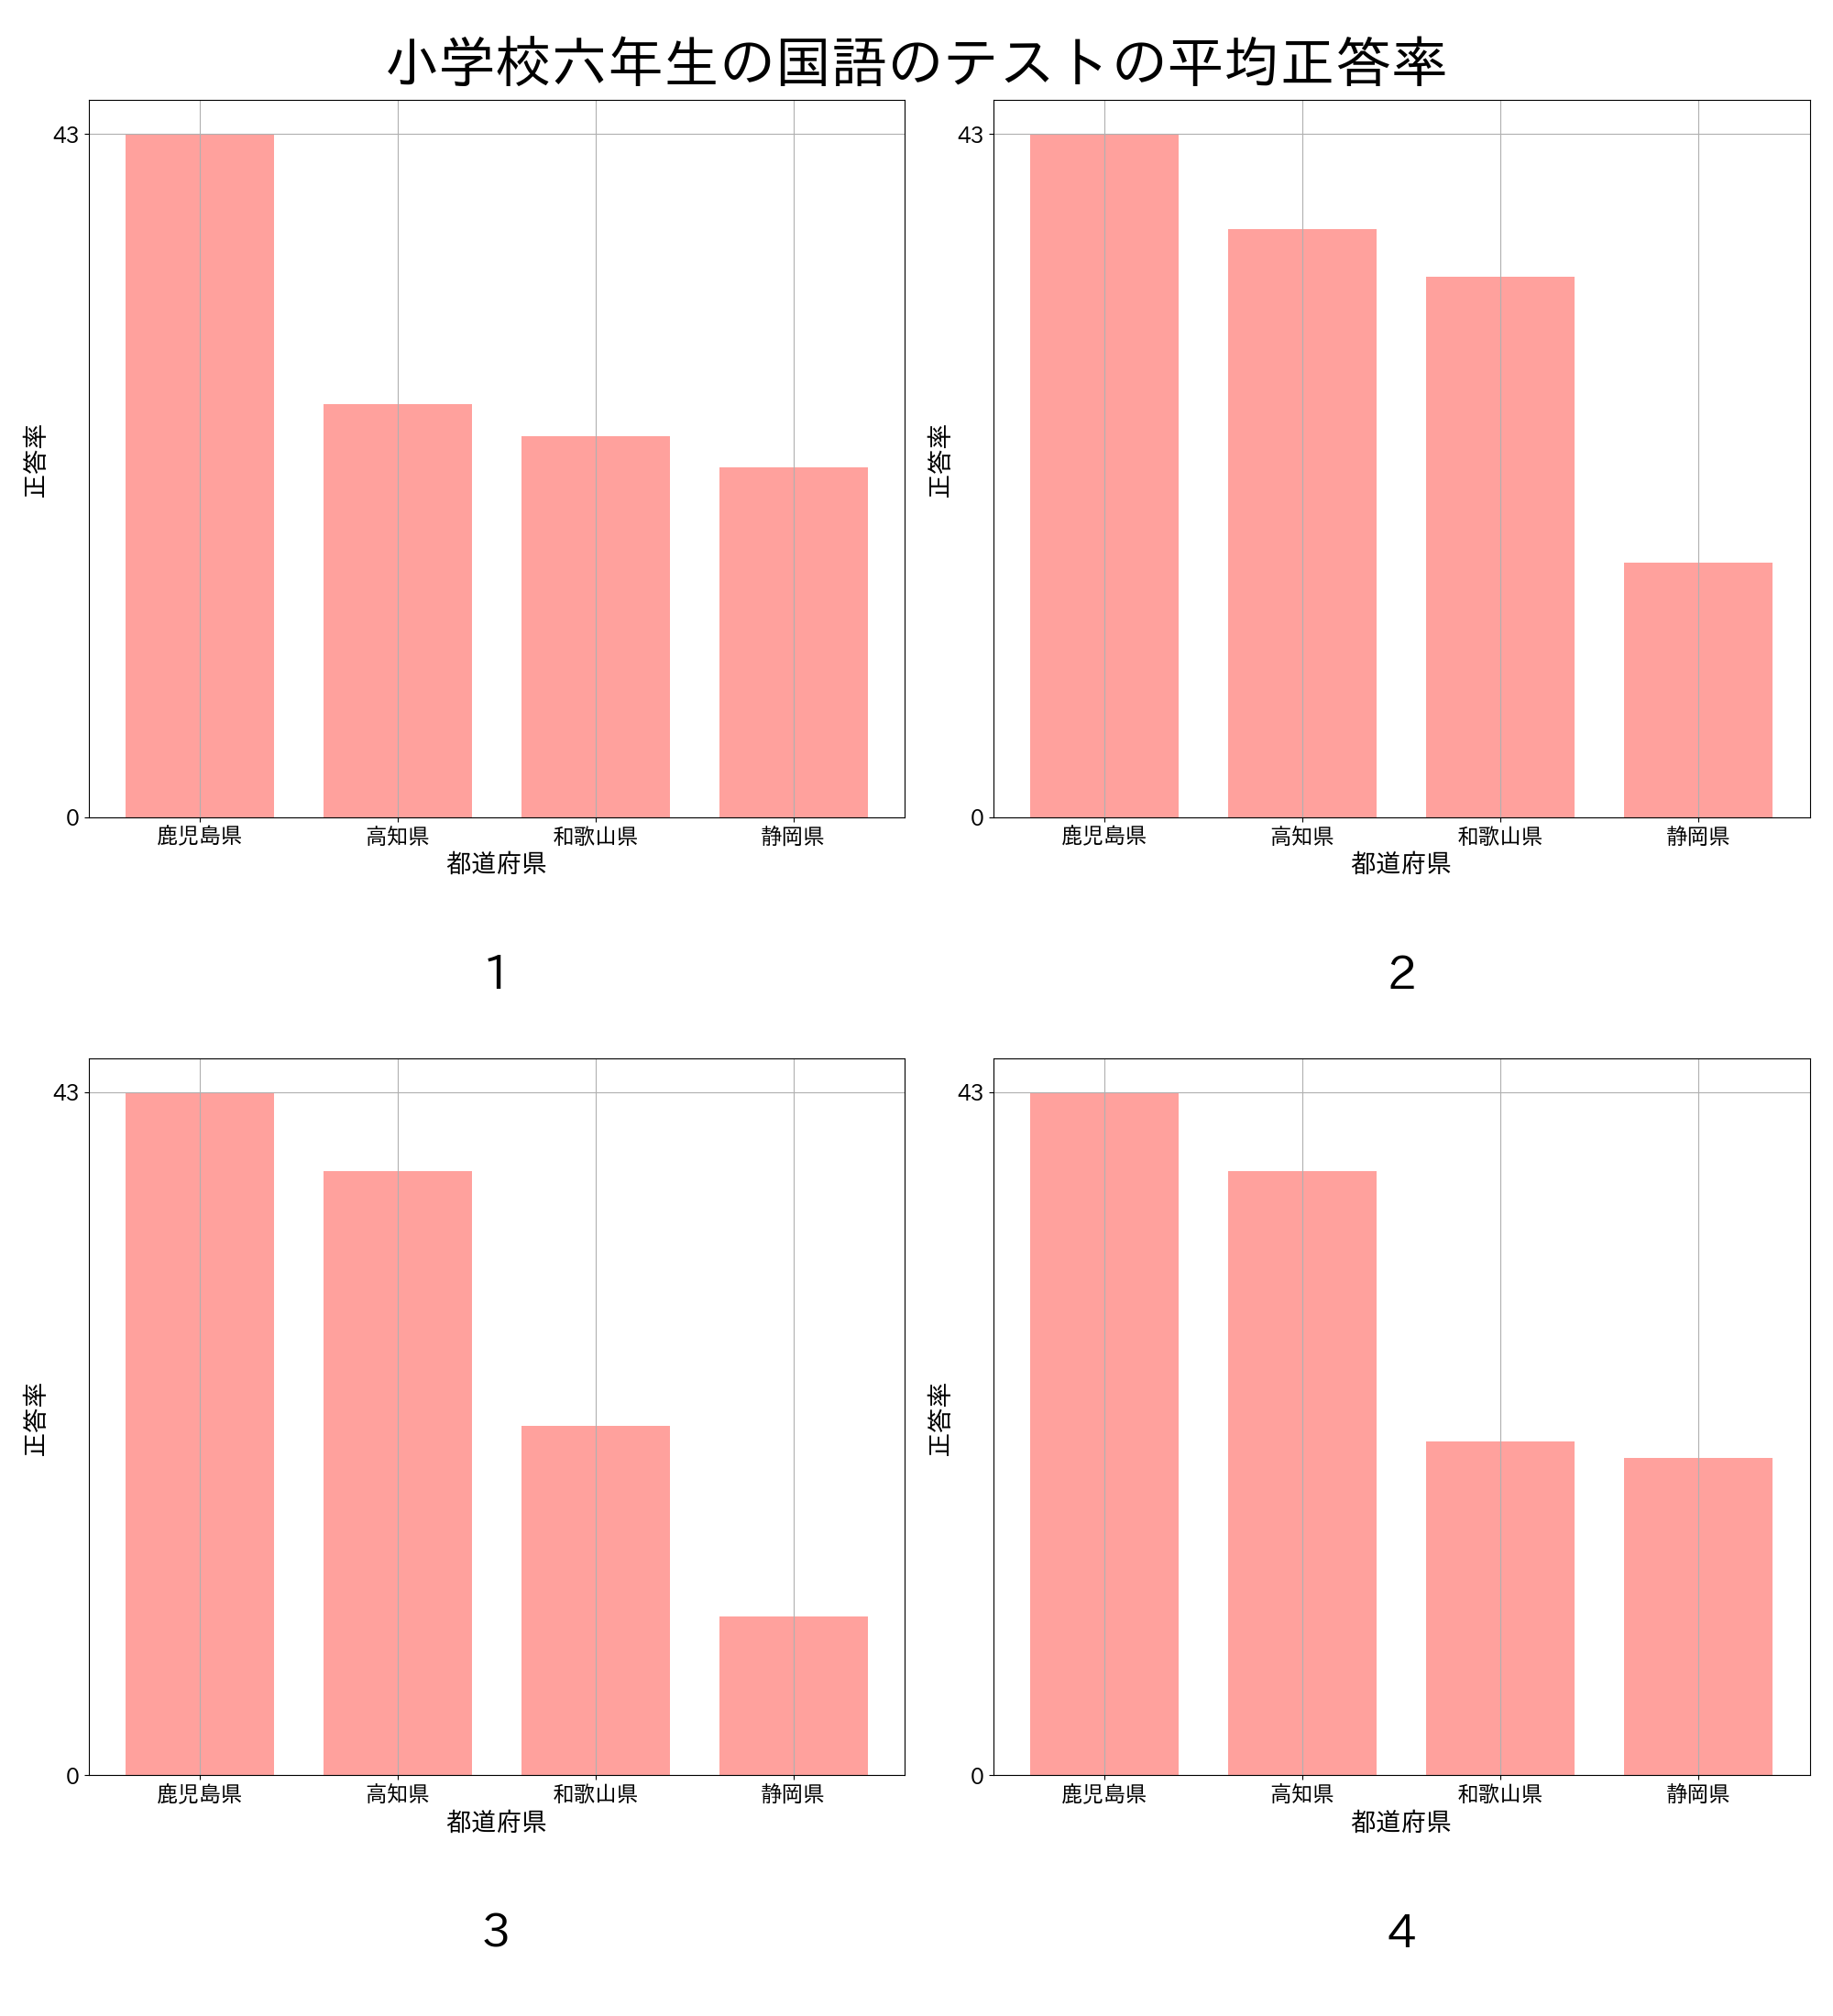 小学校六年生の国語のテストの平均正答率
43
正答率
0
鹿児島県 高知県 和歌山県 静岡県
都道府県
1
43
正答率
0
鹿児島県 高知県 和歌山県 静岡県
都道府県
2
43
正答率
0
鹿児島県 高知県 和歌山県 静岡県
都道府県
3
43
正答率
0
鹿児島県 高知県 和歌山県 静岡県
都道府県
4